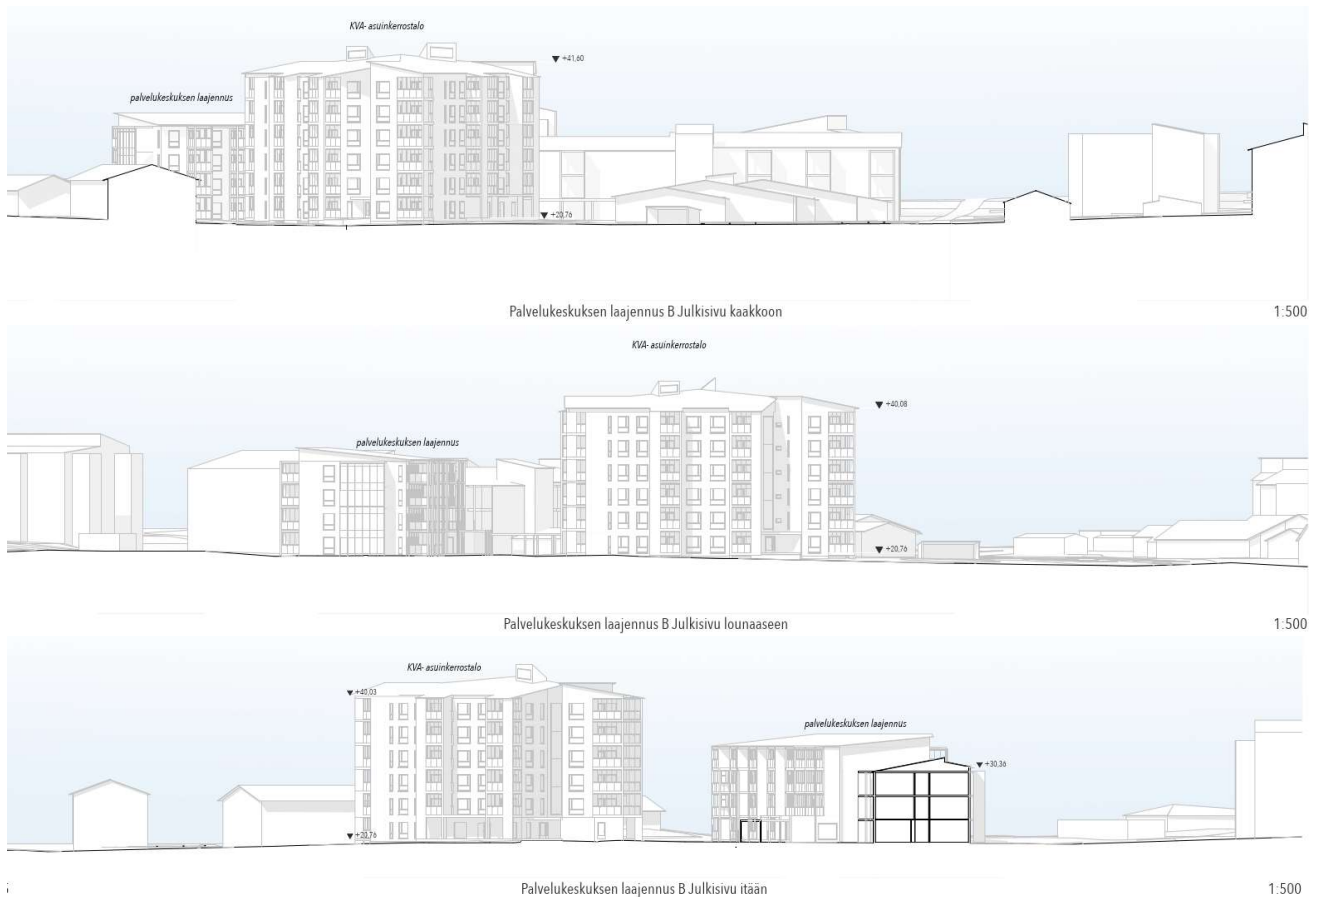 KVA- asuinkerrostalo
+41,60
palvelukeskuksen laajennus
+20,76
Palvelukeskuksen laajennus B Julkisivu kaakkoon 1:500
KVA- asuinkerrostalo
+40,08
palvelukeskuksen laajennus
+20,76
Palvelukeskuksen laajennus B Julkisivu lounaaseen 1:500
KVA- asuinkerrostalo
+40,03
palvelukeskuksen laajennus
+30,36
+20,76
Palvelukeskuksen laajennus B Julkisivu itään 1:500